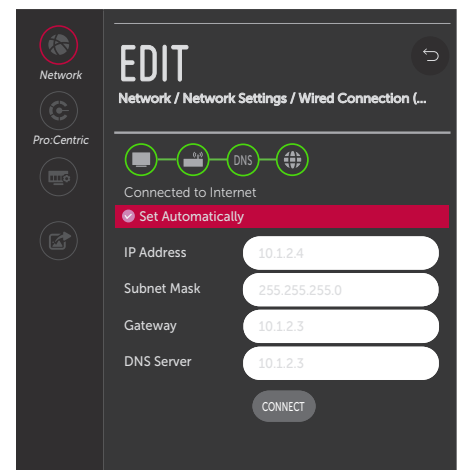 Network
Pro:Centric
EDIT
Network / Network Settings / Wired Connection (...
DNS
Connected to Internet
Set Automatically
IP Address 10.1.2.4
Subnet Mask 255.255.255.0
Gateway 10.1.2.3
DNS Server 10.1.2.3
CONNECT